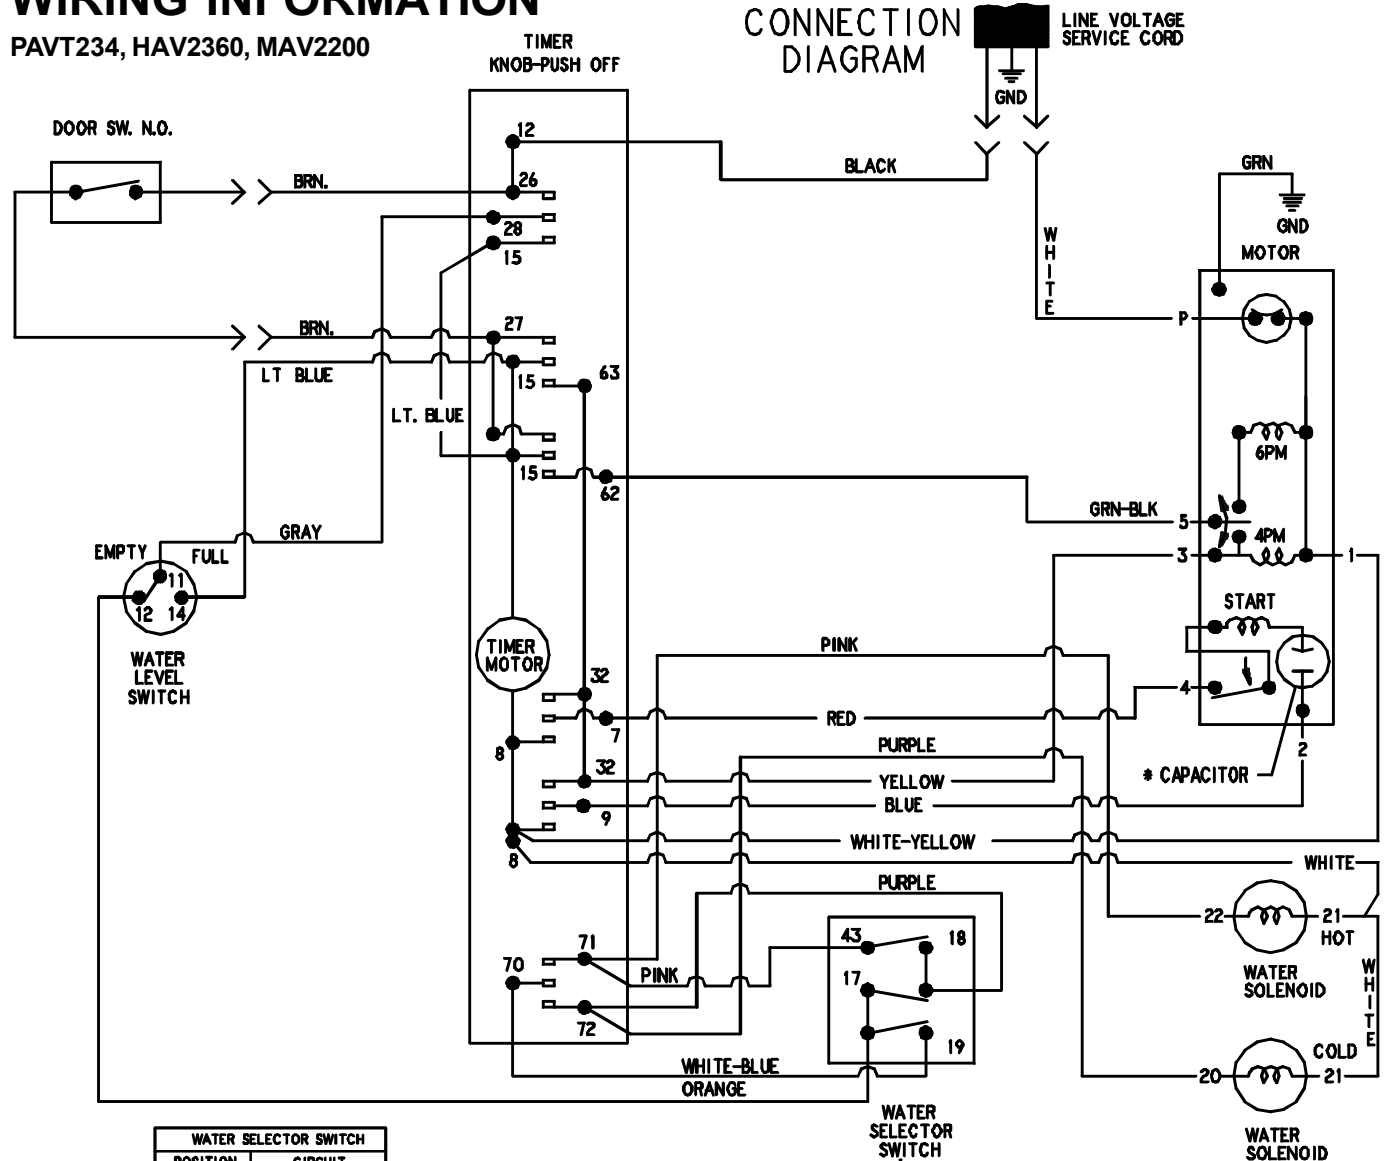 WIRING INFORMATION
PAVT234, HAV2360, MAV2200
CONNECTION
DIAGRAM
LINE VOLTAGE
SERVICE CORD
GND
TIMER
KNOB-PUSH OFF
DOOR SW. N.O.
12
BLACK
BRN.
26
28
15
GRN
GND
MOTOR
WHITE
P
BRN.
27
LT BLUE
15
63
LT. BLUE
6PM
15
62
GRN-BLK
5
4PM
3
1
GRAY
EMPTY
FULL
11
12
14
WATER
LEVEL
SWITCH
START
TIMER
MOTOR
PINK
32
4
7
RED
8
PURPLE
2
32
YELLOW
* CAPACITOR
BLUE
9
WHITE-YELLOW
8
WHITE
PURPLE
22
21
HOT
71
43
18
70
PINK
17
WATER
SOLENOID
WHITE
72
19
COLD
WHITE-BLUE
20
21
ORANGE
WATER
SELECTOR
SWITCH
WATER
SOLENOID
WATER SELECTOR SWITCH
POSITION
CIRCUIT